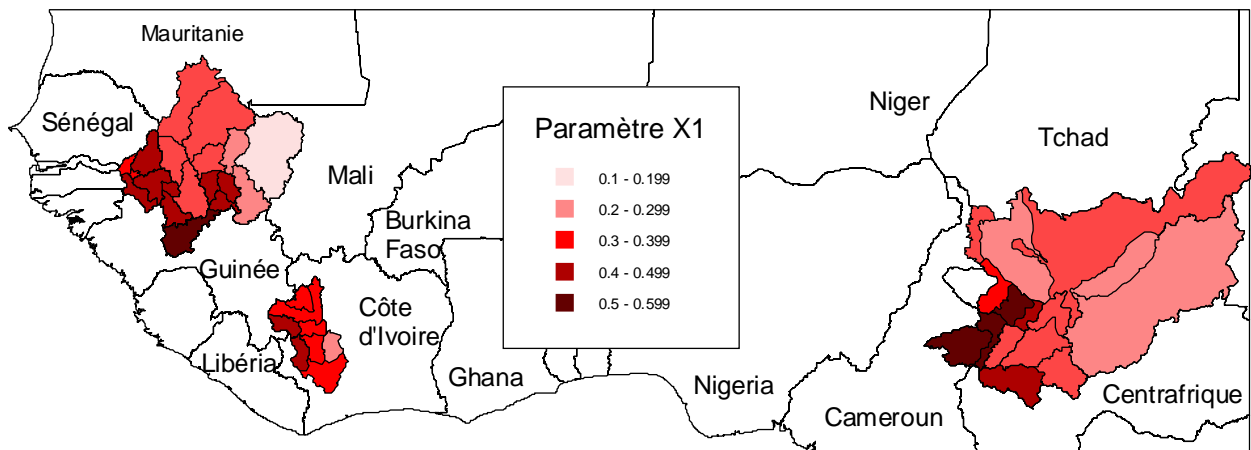 Mauritanie
Sénégal
Mali
Burkina
Faso
Guinée
Côte
d'Ivoire
Libéria
Ghana
Paramètre X1
0.1 - 0.199
0.2 - 0.299
0.3 - 0.399
0.4 - 0.499
0.5 - 0.599
Niger
Tchad
Nigeria
Cameroun
Centrafrique